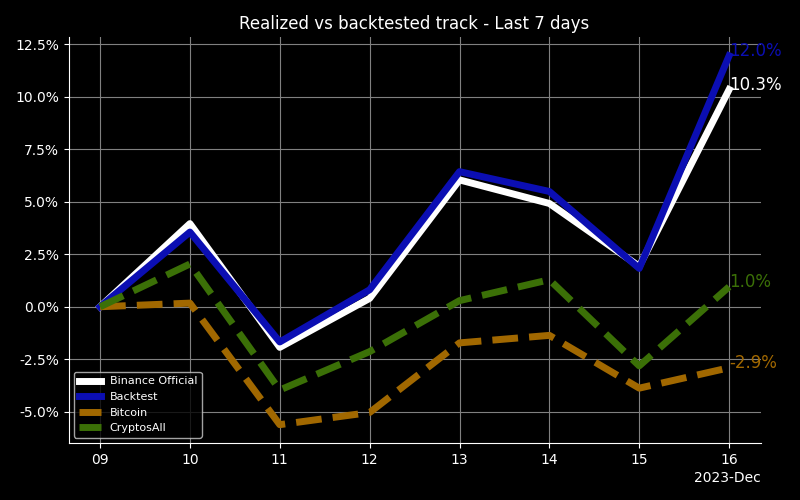 Realized vs backtested track - Last 7 days
12.5%
10.0%
7.5%
5.0%
2.5%
0.0%
-2.5%
-5.0%
12.0%
10.3%
1.0%
-2.9%
Binance Official
Backtest
Bitcoin
CryptosAll
09 10 11 12 13 14 15 16
2023-Dec